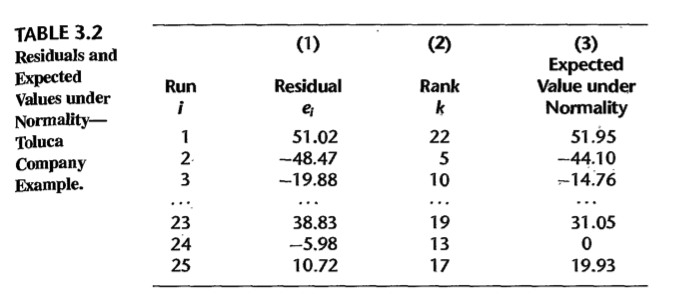 TABLE 3.2
Residuals and
Expected
Values under
Normality—
Toluca
Company
Example.
(1) (2) (3)
Expected
Run Residual Rank Value under
i eᵢ k Normality
1 51.02 22 51.95
2 −48.47 5 −44.10
3 −19.88 10 −14.76
... ... ... ...
23 38.83 19 31.05
24 −5.98 13 0
25 10.72 17 19.93